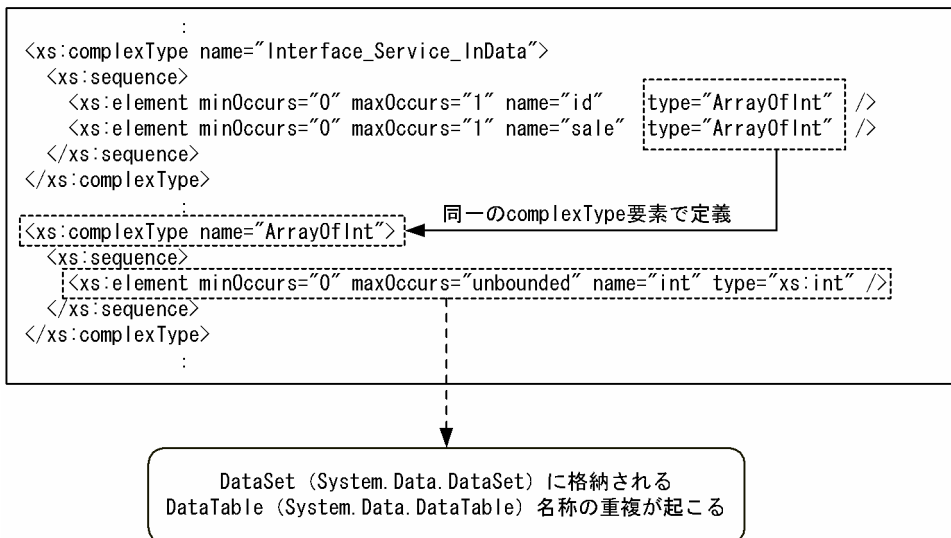 :
<xs:complexType name="Interface_Service_InData">
<xs:sequence>
<xs:element minOccurs="0" maxOccurs="1" name="id" type="ArrayOfInt" />
<xs:element minOccurs="0" maxOccurs="1" name="sale" type="ArrayOfInt" />
</xs:sequence>
</xs:complexType>
:
同一のcomplexType要素で定義
<xs:complexType name="ArrayOfInt">
<xs:sequence>
<xs:element minOccurs="0" maxOccurs="unbounded" name="int" type="xs:int" />
</xs:sequence>
</xs:complexType>
:
DataSet (System.Data.DataSet) に格納される
DataTable (System.Data.DataTable) 名称の重複が起こる